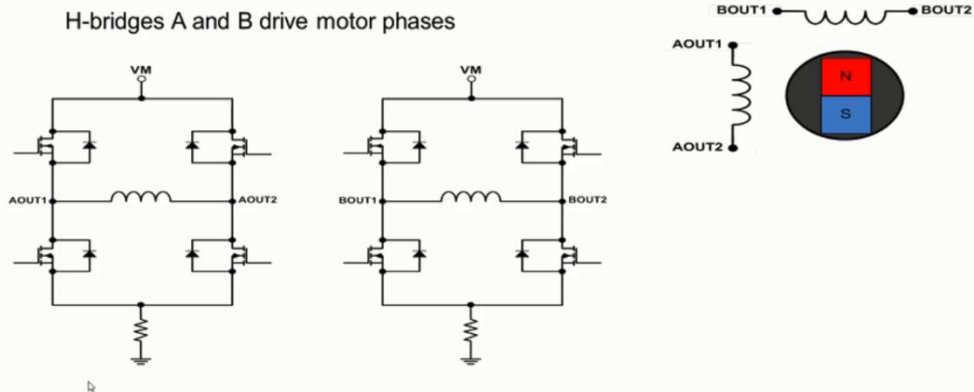 H-bridges A and B drive motor phases
BOUT1
BOUT2
AOUT1
AOUT2
N
S
VM
AOUT1
AOUT2
VM
BOUT1
BOUT2